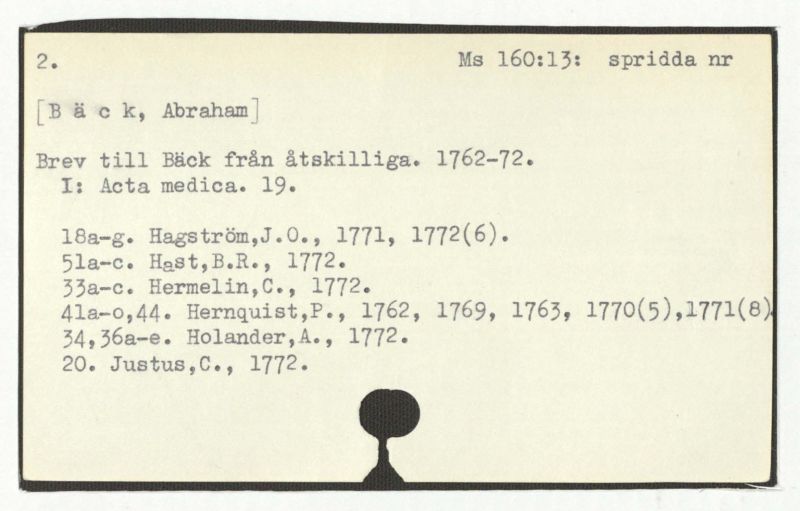 2. Ms 160:13: spridda nr
[B ä c k, Abraham]
Brev till Bäck från åtskilliga. 1762-72.
I: Acta medica. 19.
18a-g. Hagström,J.O., 1771, 1772(6).
51a-c. Hast,B.R., 1772.
33a-c. Hermelin,C., 1772.
41a-o,44. Hernquist,P., 1762, 1769, 1763, 1770(5),1771(8)
34,36a-e. Holander,A., 1772.
20. Justus,C., 1772.